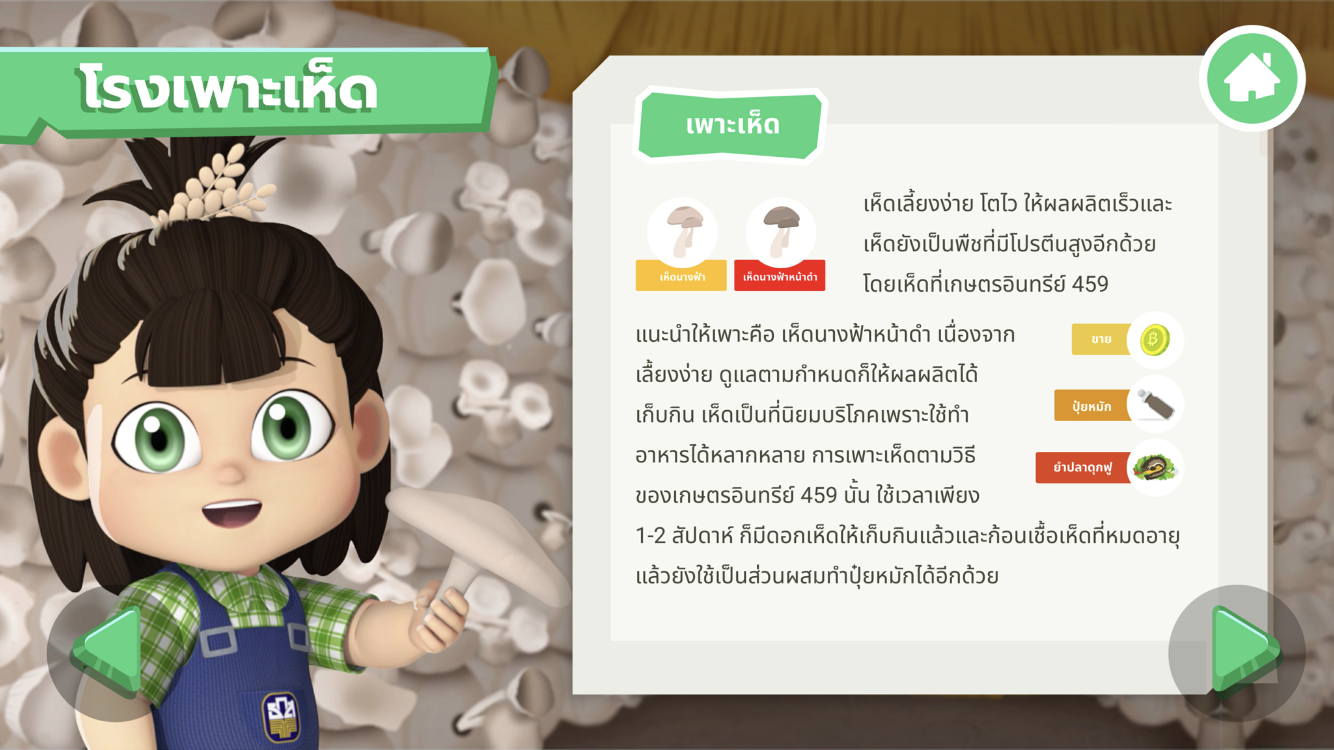 โรงเพาะเห็ด
เพาะเห็ด
เห็ดนางฟ้า
เห็ดนางฟ้าหน้าดำ
เห็ดเลี้ยงง่าย โตไว ให้ผลผลิตเร็วและ
เห็ดยังเป็นพืชที่มีโปรตีนสูงอีกด้วย
โดยเห็ดที่เกษตรอินทรีย์ 459
แนะนำให้เพาะคือ เห็ดนางฟ้าหน้าดำ เนื่องจาก
เลี้ยงง่าย ดูแลตามกำหนดก็ให้ผลผลิตได้
เก็บกิน เห็ดเป็นที่นิยมบริโภคเพราะใช้ทำ
อาหารได้หลากหลาย การเพาะเห็ดตามวิธี
ของเกษตรอินทรีย์ 459 นั้น ใช้เวลาเพียง
1-2 สัปดาห์ ก็มีดอกเห็ดให้เก็บกินแล้วและก้อนเชื้อเห็ดที่หมดอายุ
แล้วยังใช้เป็นส่วนผสมทำปุ๋ยหมักได้อีกด้วย
ขาย
ปุ๋ยหมัก
ยำปลาดุกฟู